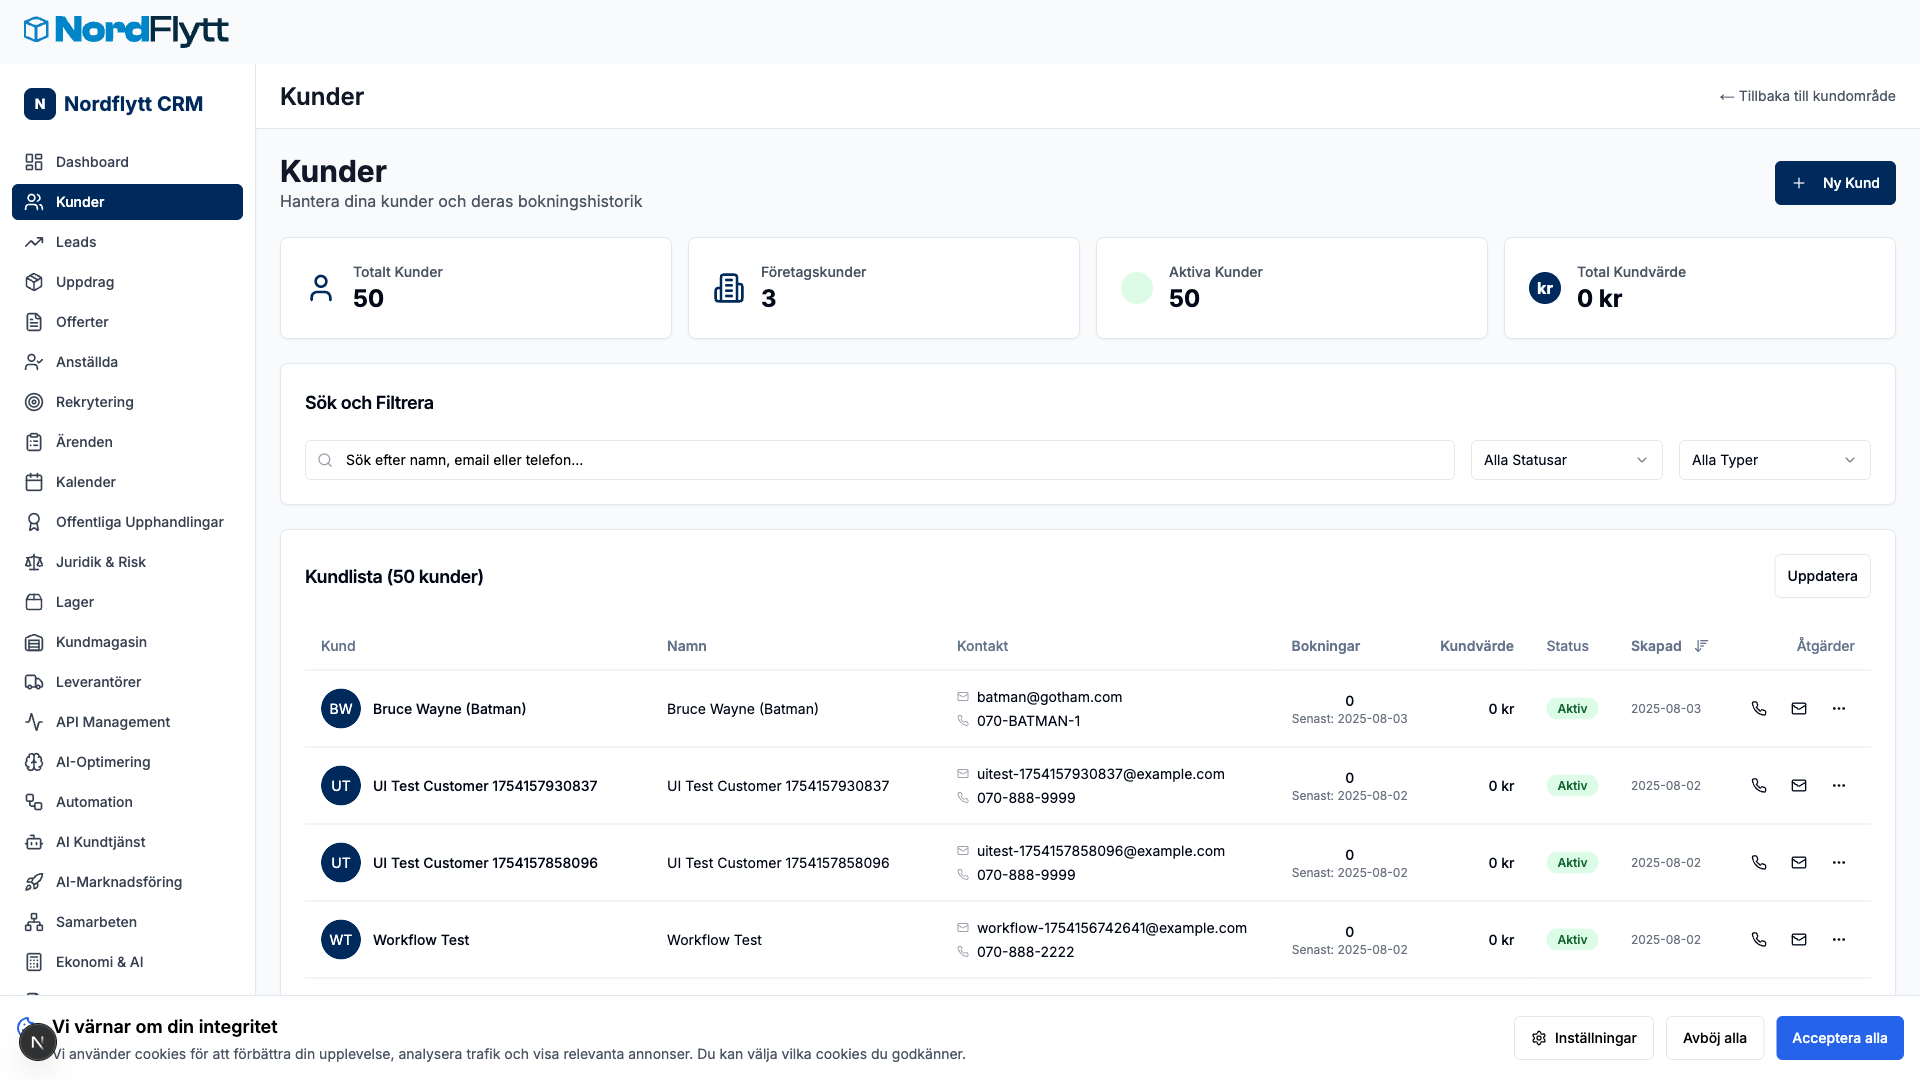 NordFlytt
N Nordflytt CRM
Dashboard
Kunder
Leads
Uppdrag
Offerter
Anställda
Rekrytering
Ärenden
Kalender
Offentliga Upphandlingar
Juridik & Risk
Lager
Kundmagasin
Leverantörer
API Management
AI-Optimering
Automation
AI Kundtjänst
AI-Marknadsföring
Samarbeten
Ekonomi & AI
Kunder
← Tillbaka till kundområde
Kunder
Hantera dina kunder och deras bokningshistorik
Ny Kund
Totalt Kunder
50
Företagskunder
3
Aktiva Kunder
50
kr
Total Kundvärde
0 kr
Sök och Filtrera
Sök efter namn, email eller telefon...
Alla Statusar
Alla Typer
Kundlista (50 kunder)
Uppdatera
Kund Namn Kontakt Bokningar Kundvärde Status Skapad Åtgärder
BW Bruce Wayne (Batman) Bruce Wayne (Batman) batman@gotham.com 070-BATMAN-1 0 Senast: 2025-08-03 0 kr Aktiv 2025-08-03
UT UI Test Customer 1754157930837 UI Test Customer 1754157930837 uitest-1754157930837@example.com 070-888-9999 0 Senast: 2025-08-02 0 kr Aktiv 2025-08-02
UT UI Test Customer 1754157858096 UI Test Customer 1754157858096 uitest-1754157858096@example.com 070-888-9999 0 Senast: 2025-08-02 0 kr Aktiv 2025-08-02
WT Workflow Test Workflow Test workflow-1754156742641@example.com 070-888-2222 0 Senast: 2025-08-02 0 kr Aktiv 2025-08-02
Vi värnar om din integritet
N
Vi använder cookies för att förbättra din upplevelse, analysera trafik och visa relevanta annonser. Du kan välja vilka cookies du godkänner.
Inställningar
Avböj alla
Acceptera alla